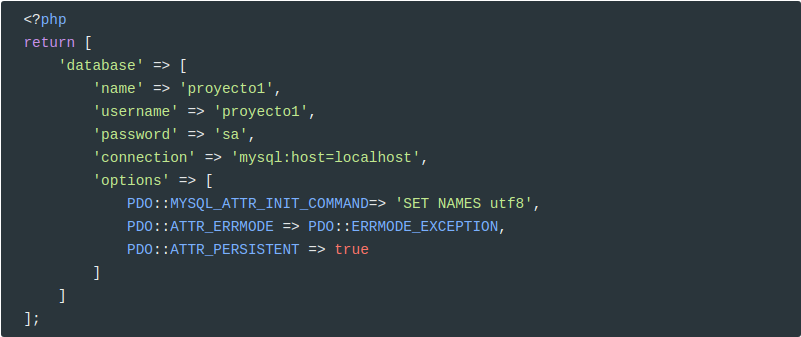 <?php
return [
    'database' => [
        'name' => 'proyecto1',
        'username' => 'proyecto1',
        'password' => 'sa',
        'connection' => 'mysql:host=localhost',
        'options' => [
            PDO::MYSQL_ATTR_INIT_COMMAND=> 'SET NAMES utf8',
            PDO::ATTR_ERRMODE => PDO::ERRMODE_EXCEPTION,
            PDO::ATTR_PERSISTENT => true
        ]
    ]
];